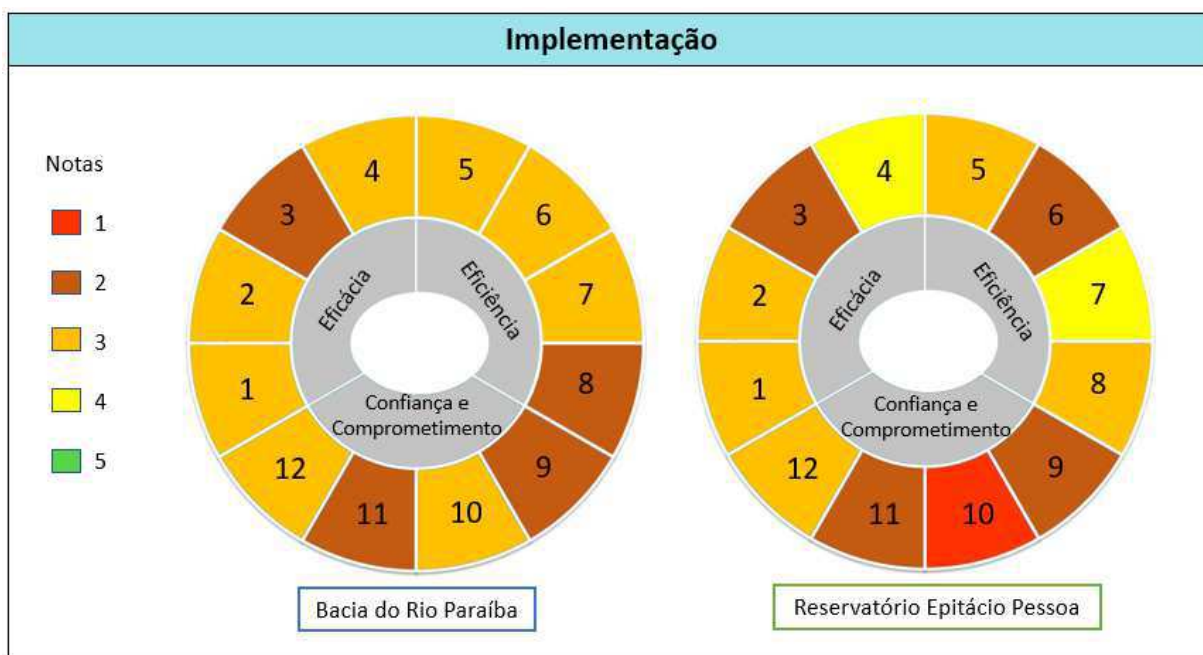 Implementação
Notas
1
2
3
4
5
1
2
3
4
5
6
7
8
9
10
11
12
Eficácia
Eficiência
Confiança e
Comprometimento
Bacia do Rio Paraíba
1
2
3
4
5
6
7
8
9
10
11
12
Eficácia
Eficiência
Confiança e
Comprometimento
Reservatório Epitácio Pessoa